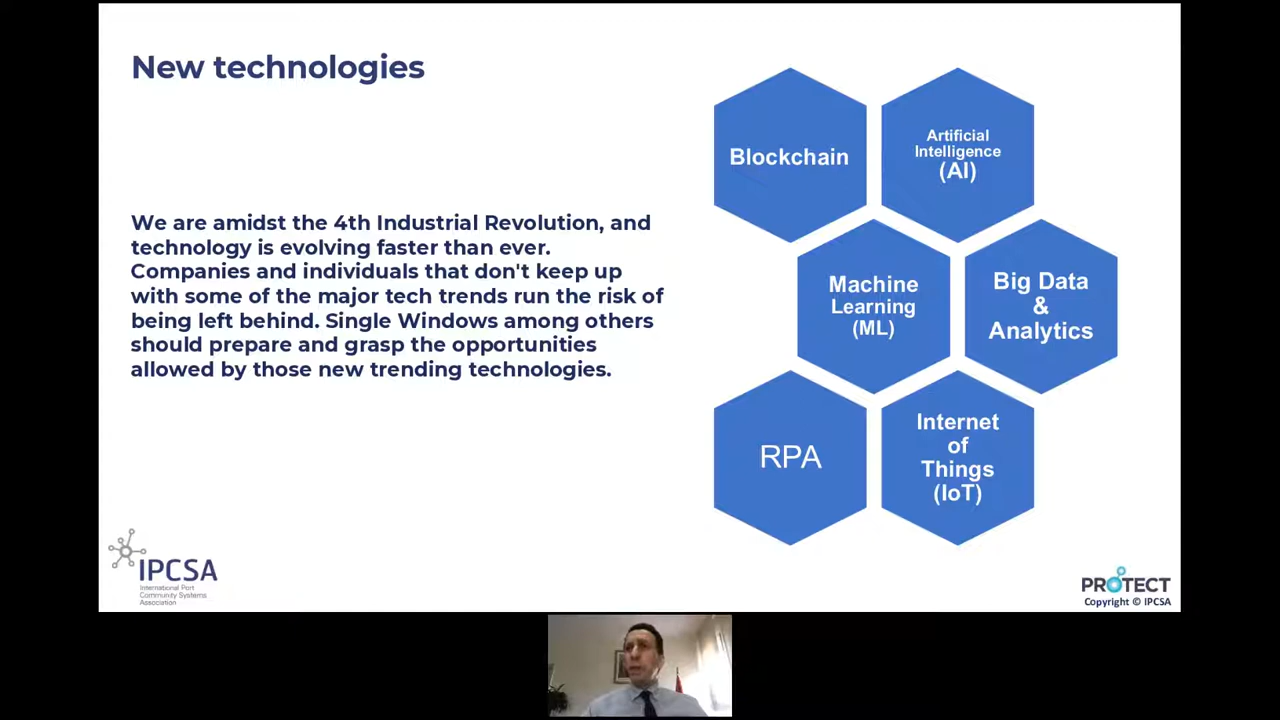 New technologies
We are amidst the 4th Industrial Revolution, and
technology is evolving faster than ever.
Companies and individuals that don't keep up
with some of the major tech trends run the risk of
being left behind. Single Windows among others
should prepare and grasp the opportunities
allowed by those new trending technologies.
Blockchain
Artificial
Intelligence
(AI)
Machine
Learning
(ML)
Big Data
&
Analytics
RPA
Internet
of
Things
(IoT)
IPCSA
International Port
Community Systems
Association
PROTECT
Copyright © IPCSA